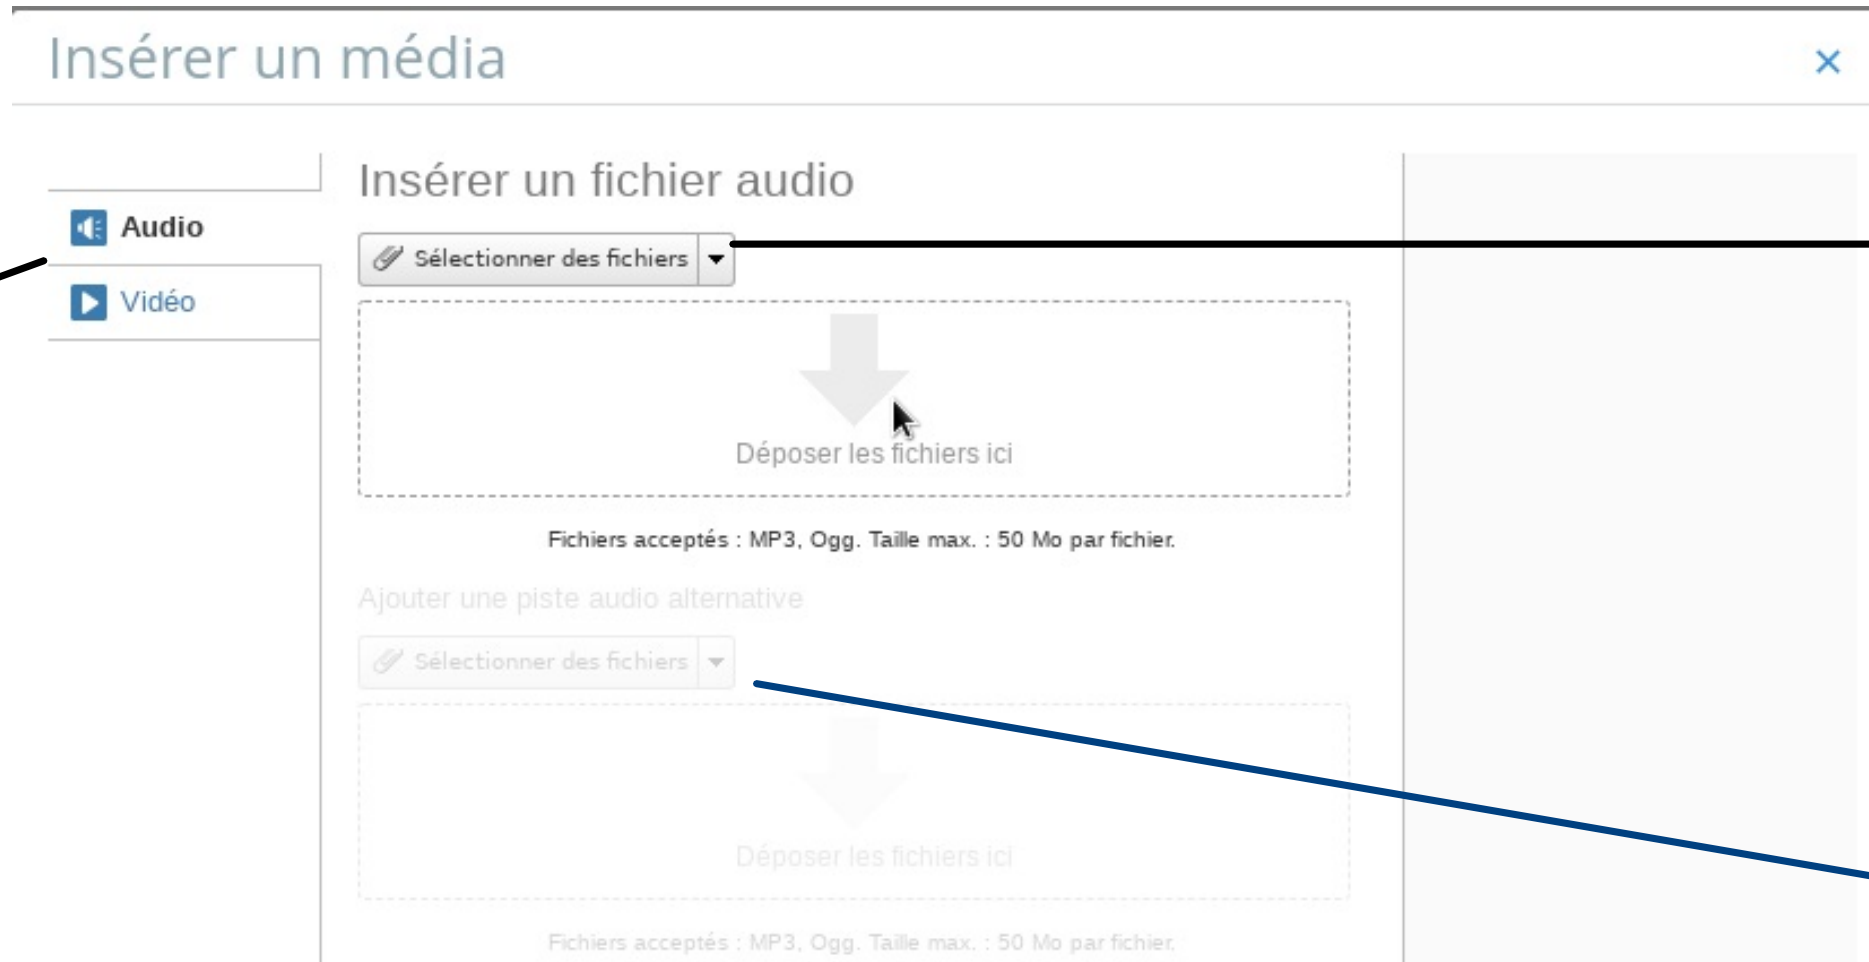 Insérer un média
Insérer un fichier audio
Audio
Sélectionner des fichiers
Vidéo
Déposer les fichiers ici
Fichiers acceptés : MP3, Ogg. Taille max. : 50 Mo par fichier.
Ajouter une piste audio alternative
Sélectionner des fichiers
Déposer les fichiers ici
Fichiers acceptés : MP3, Ogg. Taille max. : 50 Mo par fichier.